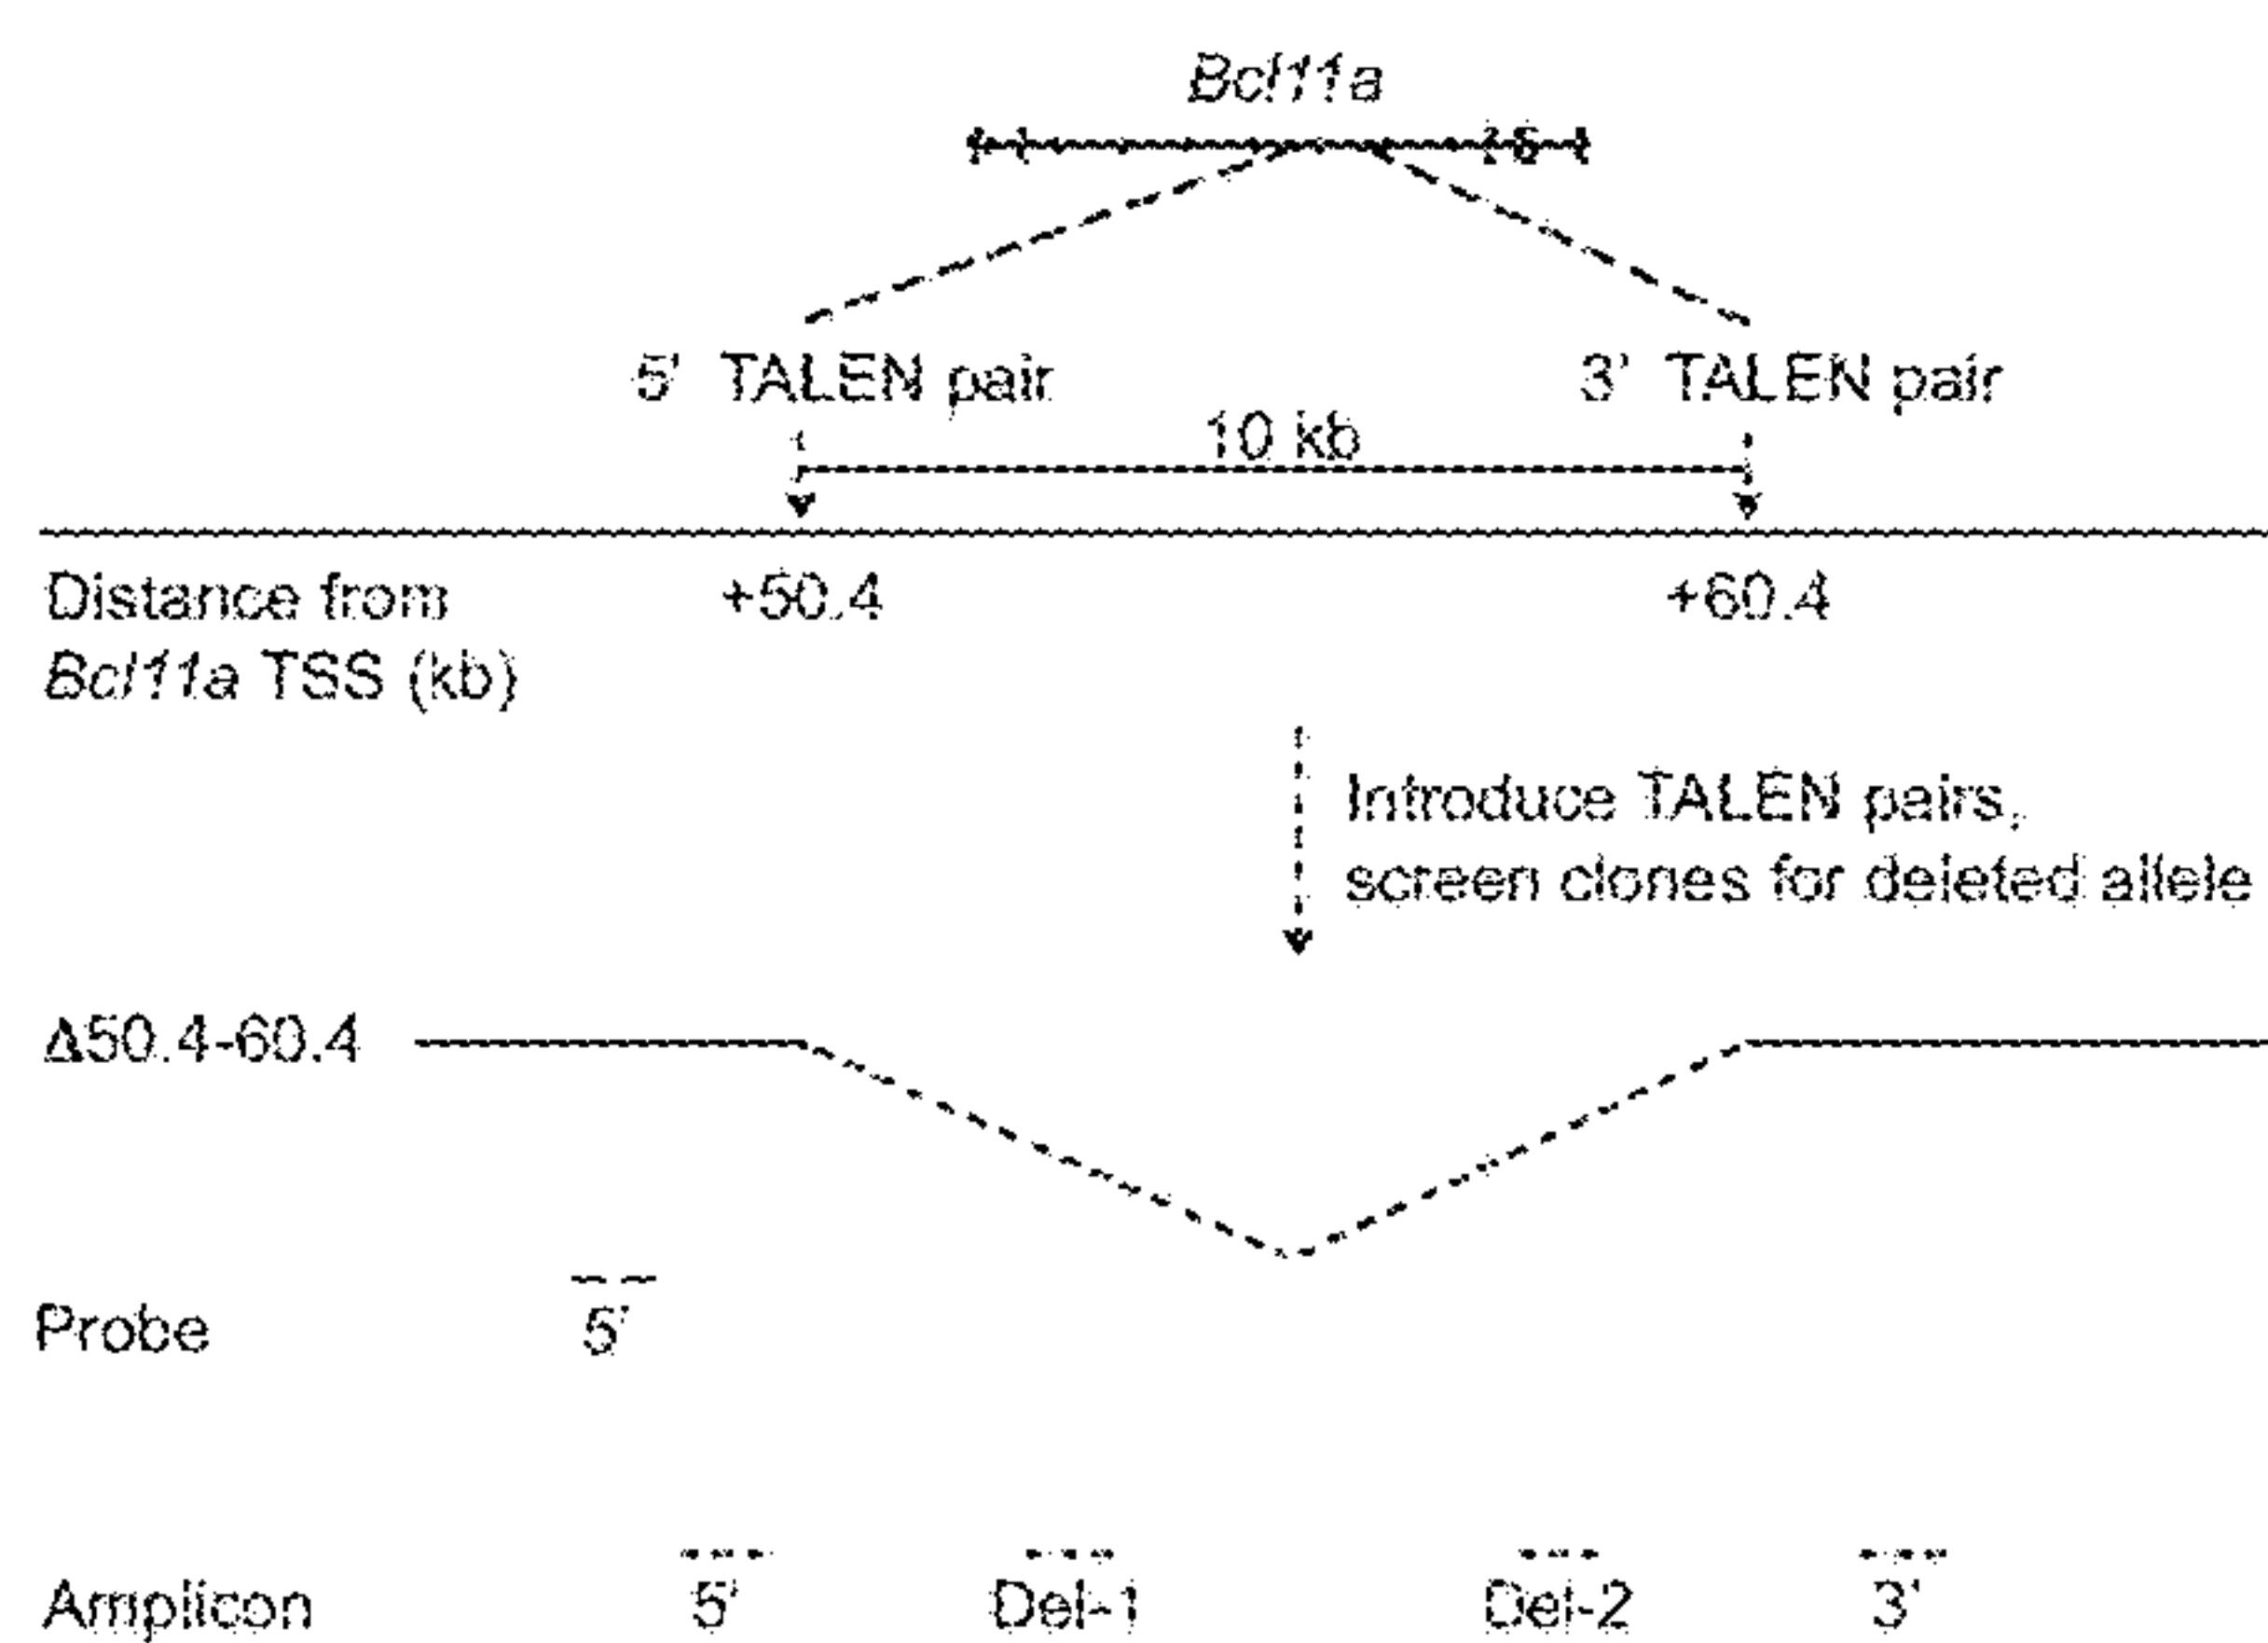 Bcl11a
5' TALEN pair 3' TALEN pair
10 kb
Distance from +50.4 +60.4
Bcl11a TSS (kb)
Introduce TALEN pairs,
screen clones for deleted allele
Δ50.4-60.4
Probe 5'
Amplicon 5' Del-1 Del-2 3'